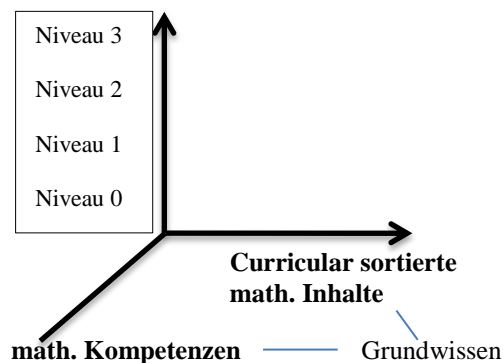 Niveau 3
Niveau 2
Niveau 1
Niveau 0
Curricular sortierte
math. Inhalte
math. Kompetenzen
Grundwissen